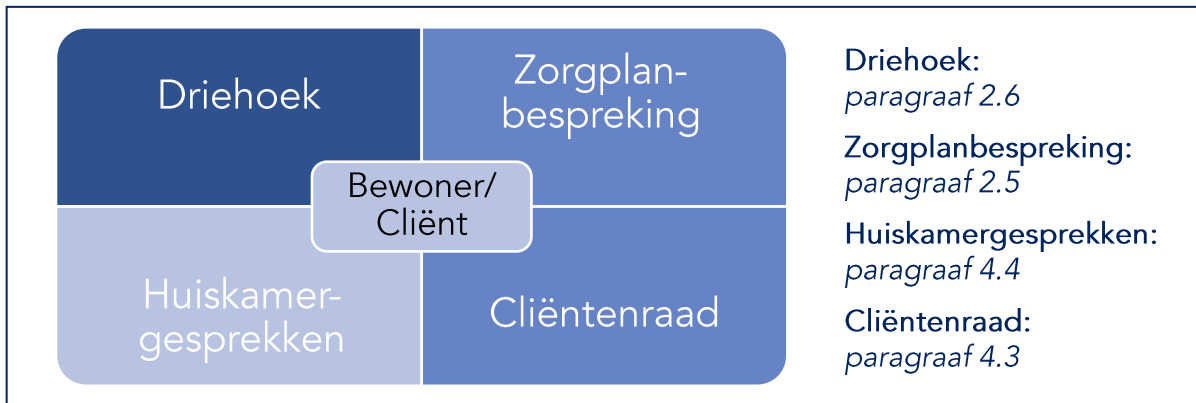 Driehoek
Zorgplan-
bespreking
Bewoner/
Cliënt
Huiskamer-
gesprekken
Cliëntenraad
Driehoek:
paragraaf 2.6
Zorgplanbespreking:
paragraaf 2.5
Huiskamergesprekken:
paragraaf 4.4
Cliëntenraad:
paragraaf 4.3